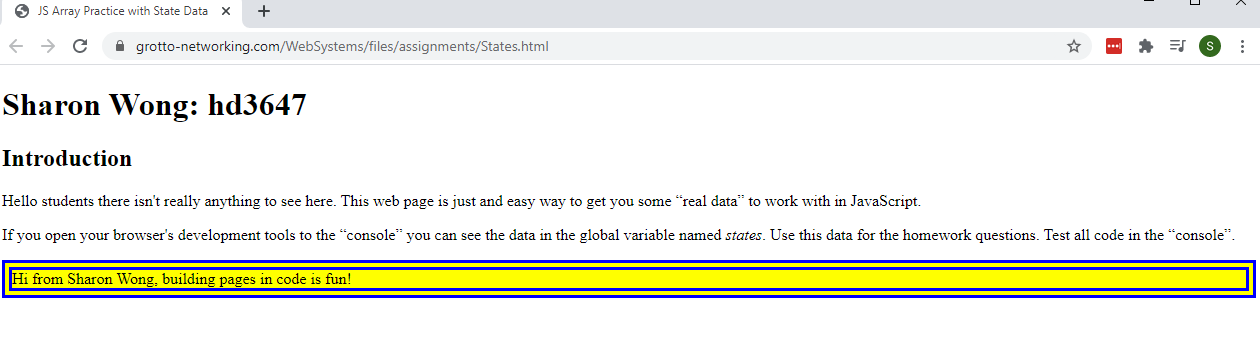 JS Array Practice with State Data
grotto-networking.com/WebSystems/files/assignments/States.html
S
Sharon Wong: hd3647
Introduction
Hello students there isn't really anything to see here. This web page is just and easy way to get you some “real data” to work with in JavaScript.
If you open your browser's development tools to the “console” you can see the data in the global variable named states. Use this data for the homework questions. Test all code in the “console”.
Hi from Sharon Wong, building pages in code is fun!